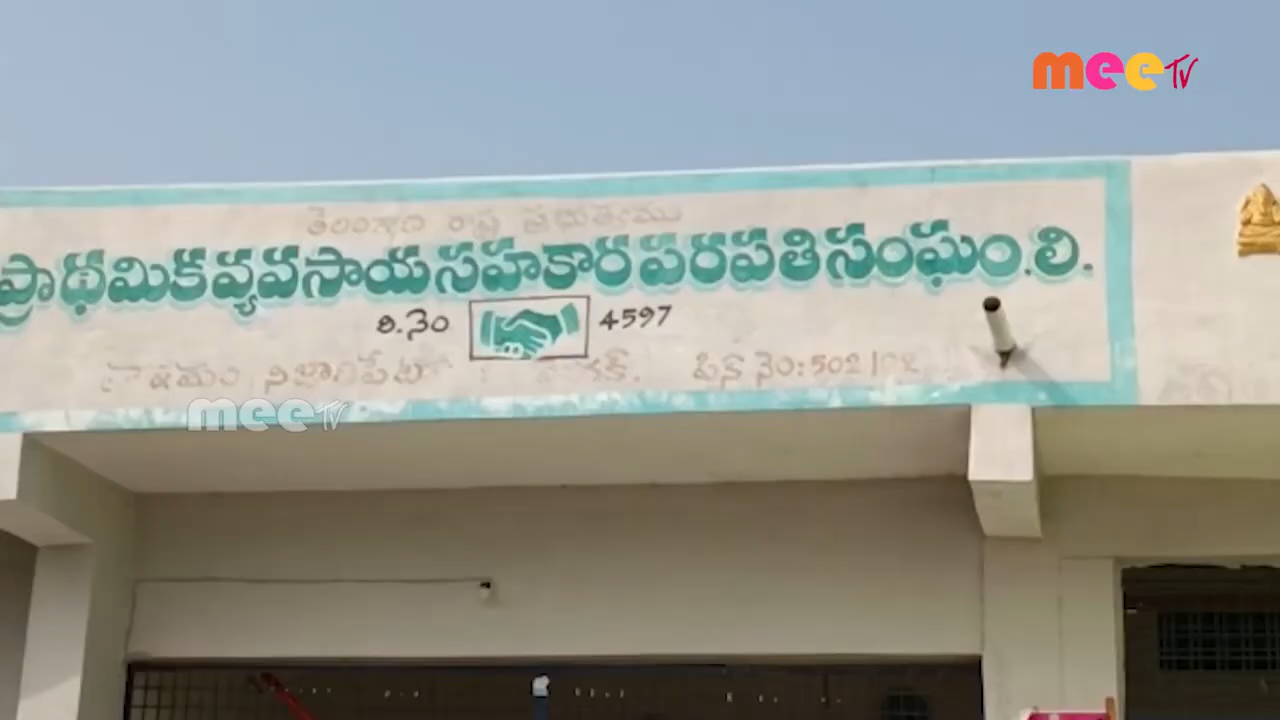 meeTV
తెలంగాణ రాష్ట్ర ప్రభుత్వము
ప్రాథమిక వ్యవసాయ సహకార పరపతి సంఘం.లి.
రి.నెం 4597
నిజాంపేట పిన్ నెం:502
meeTV